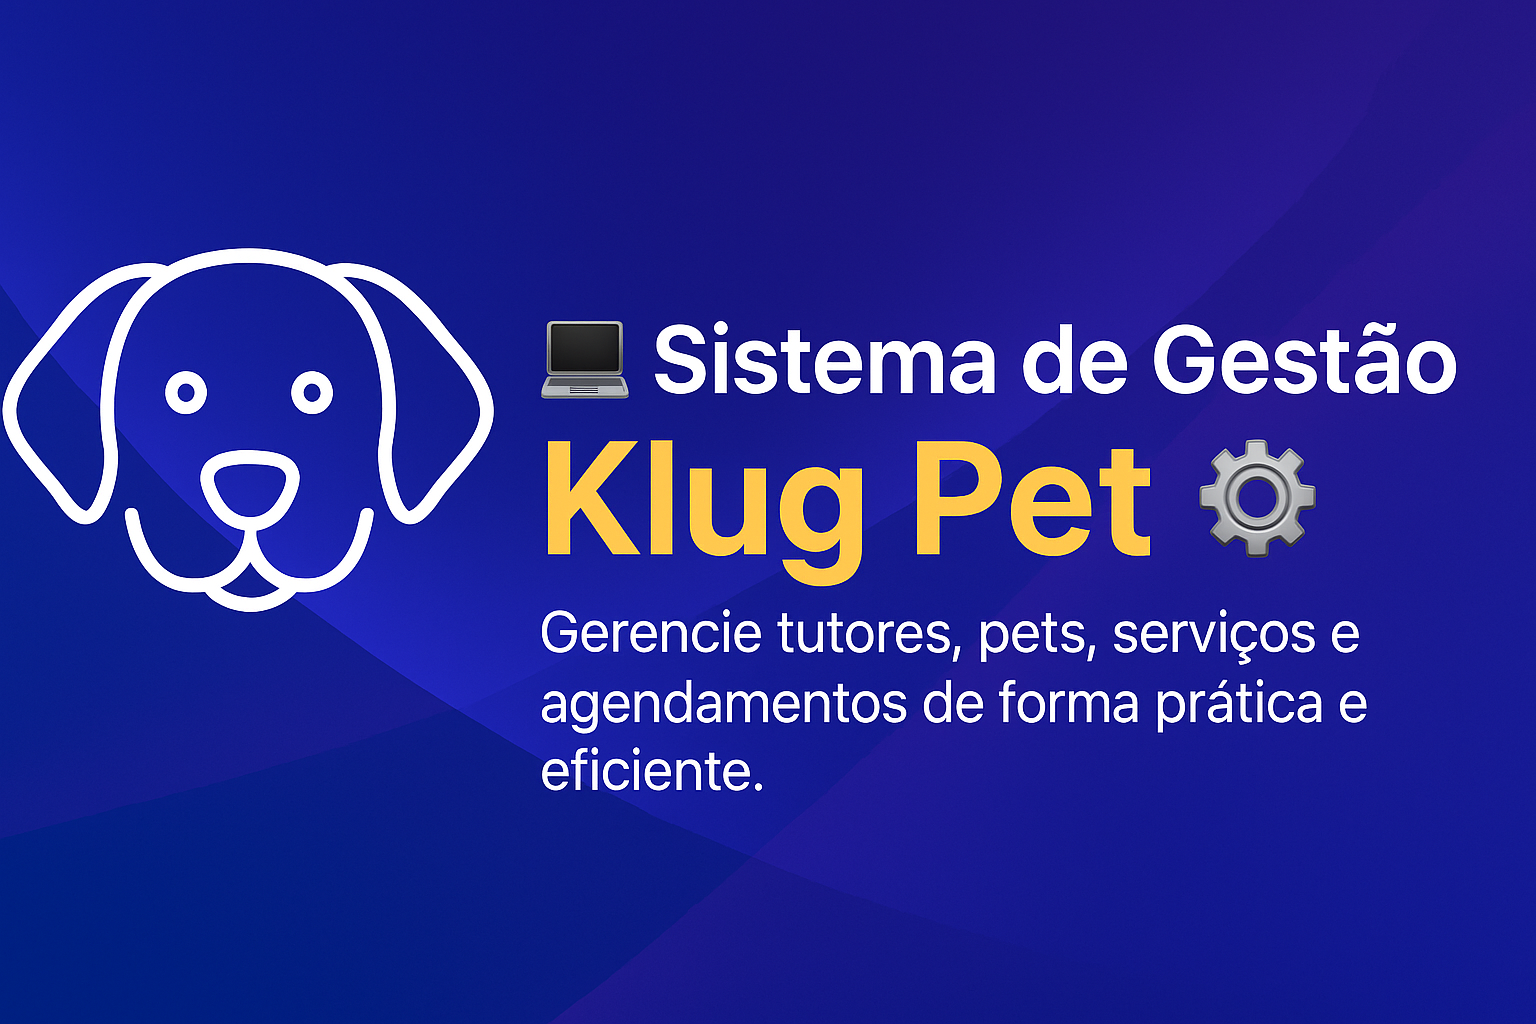 Sistema de Gestão
Klug Pet
Gerencie tutores, pets, serviços e
agendamentos de forma prática e
eficiente.